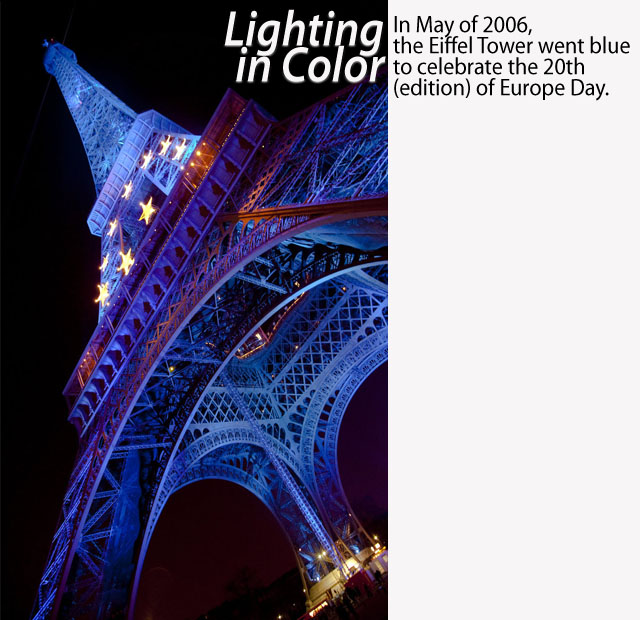 Lighting
in Color
In May of 2006,
the Eiffel Tower went blue
to celebrate the 20th
(edition) of Europe Day.